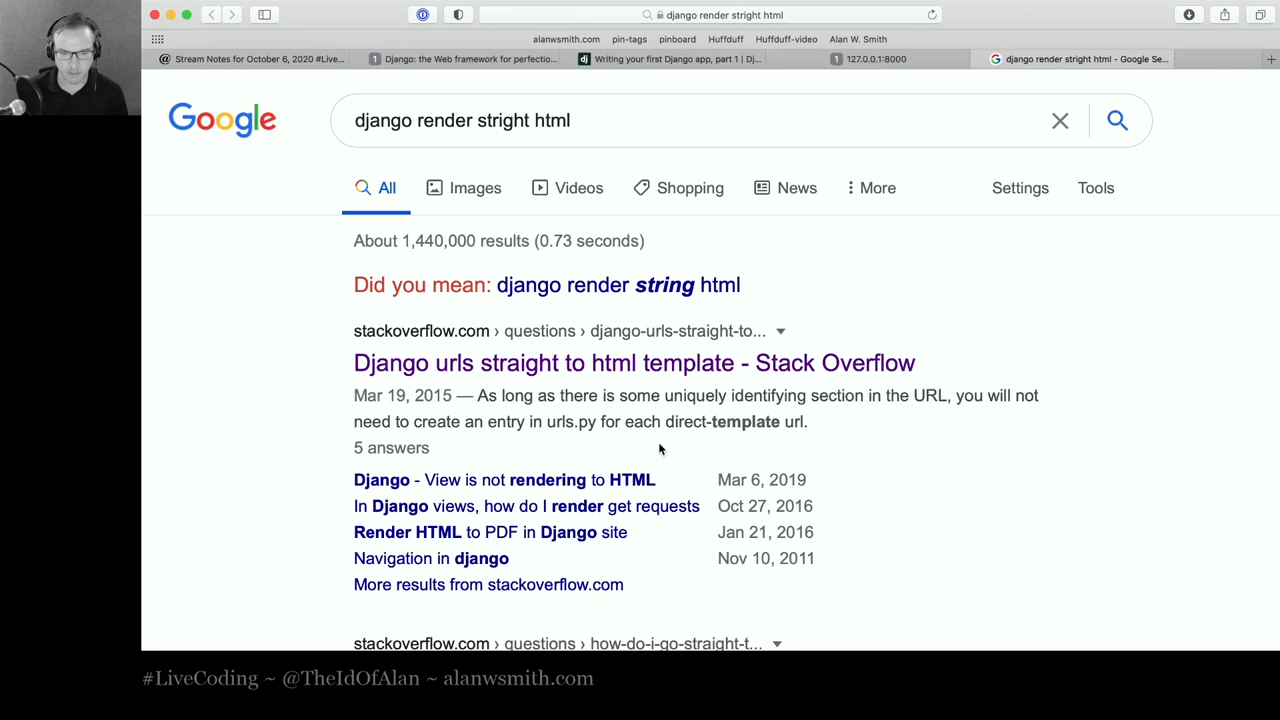 django render stright html
alanwsmith.com pin-tags pinboard Huffduff Huffduff-video Alan W. Smith
@ Stream Notes for October 6, 2020 #Live... 1 Django: the Web framework for perfectio... dj Writing your first Django app, part 1 | Dj... 1 127.0.0.1:8000 G django render stright html - Google Se... +
Google django render stright html
All Images Videos Shopping News More Settings Tools
About 1,440,000 results (0.73 seconds)
Did you mean: django render string html
stackoverflow.com › questions › django-urls-straight-to...
Django urls straight to html template - Stack Overflow
Mar 19, 2015 — As long as there is some uniquely identifying section in the URL, you will not
need to create an entry in urls.py for each direct-template url.
5 answers
Django - View is not rendering to HTML Mar 6, 2019
In Django views, how do I render get requests Oct 27, 2016
Render HTML to PDF in Django site Jan 21, 2016
Navigation in django Nov 10, 2011
More results from stackoverflow.com
stackoverflow.com › questions › how-do-i-go-straight-t...
#LiveCoding ~ @TheIdOfAlan ~ alanwsmith.com